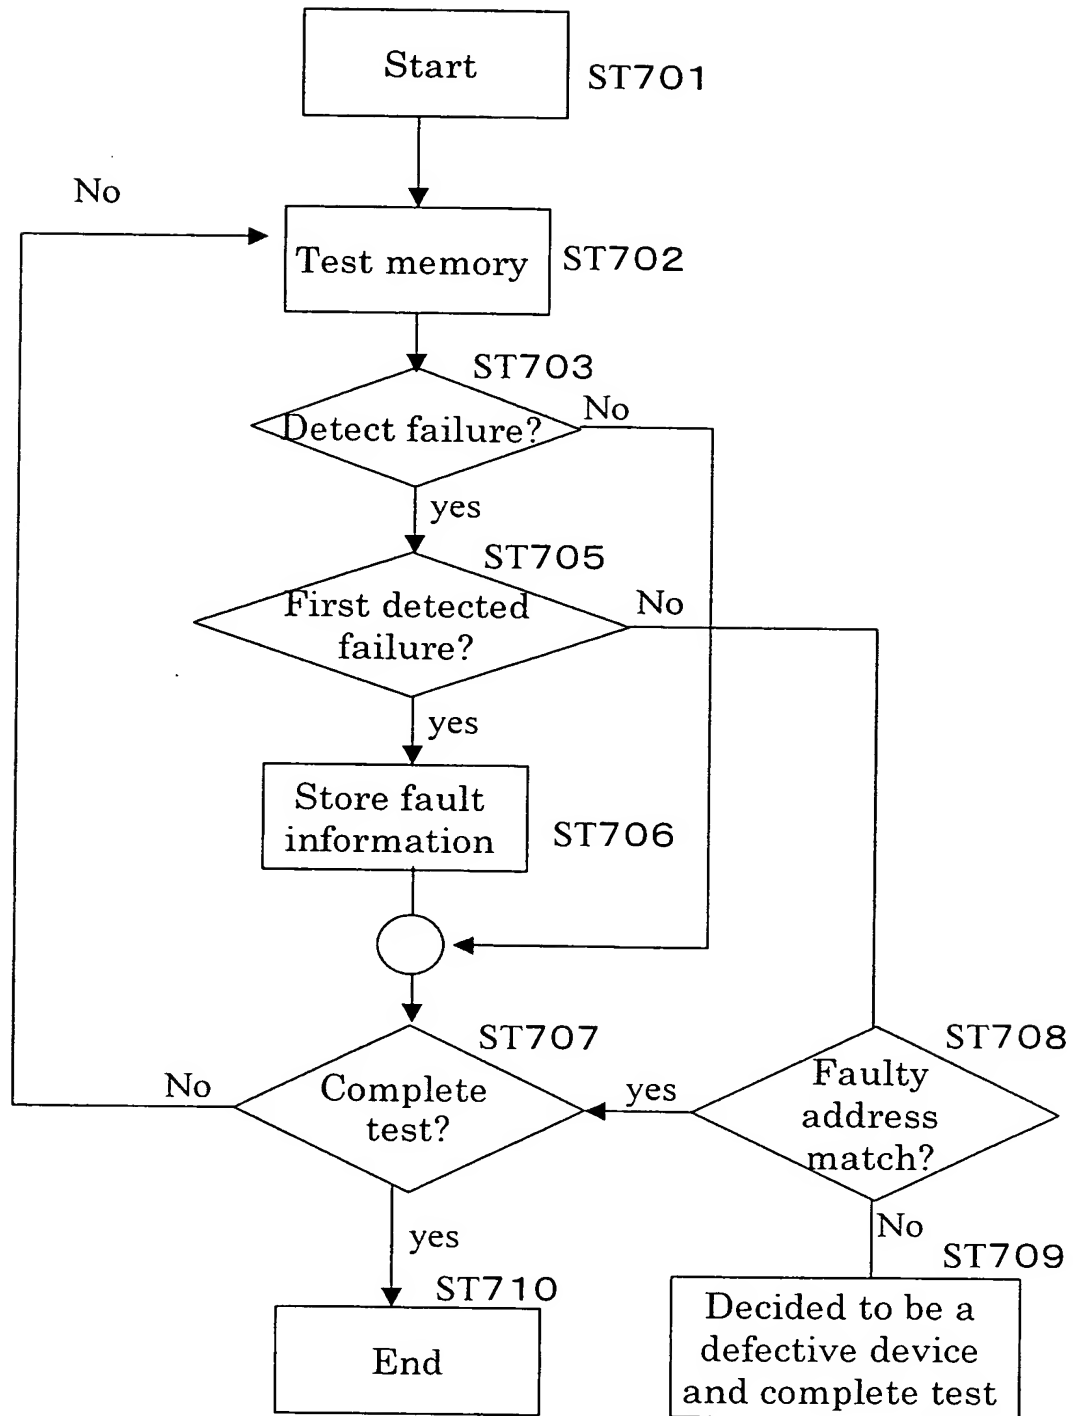 Start
ST701
No
Test memory
ST702
ST703
Detect failure?
No
yes
ST705
First detected
failure?
No
yes
Store fault
information
ST706
ST707
ST708
No
Complete
test?
yes
Faulty
address
match?
yes
No
ST710
ST709
End
Decided to be a
defective device
and complete test